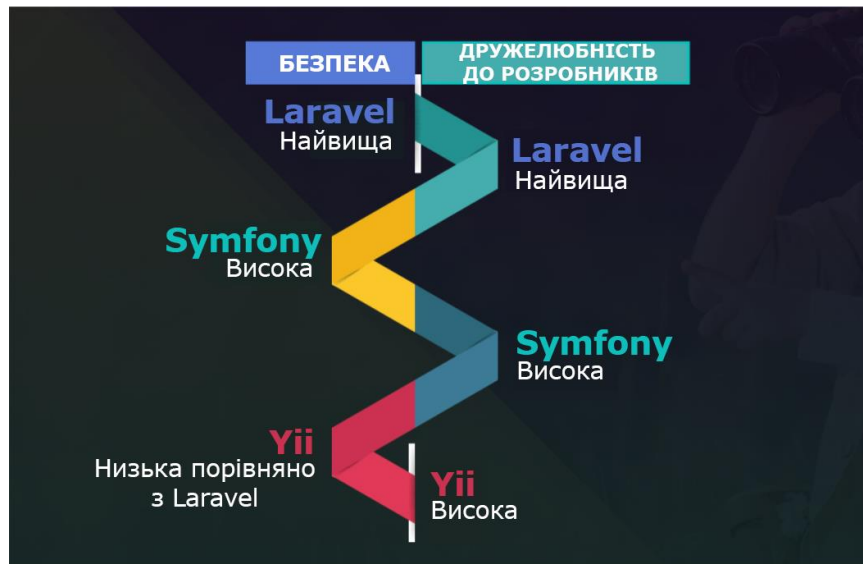 БЕЗПЕКА
ДРУЖЕЛЮБНІСТЬ
ДО РОЗРОБНИКІВ
Laravel
Найвища
Laravel
Найвища
Symfony
Висока
Symfony
Висока
Yii
Низька порівняно
з Laravel
Yii
Висока